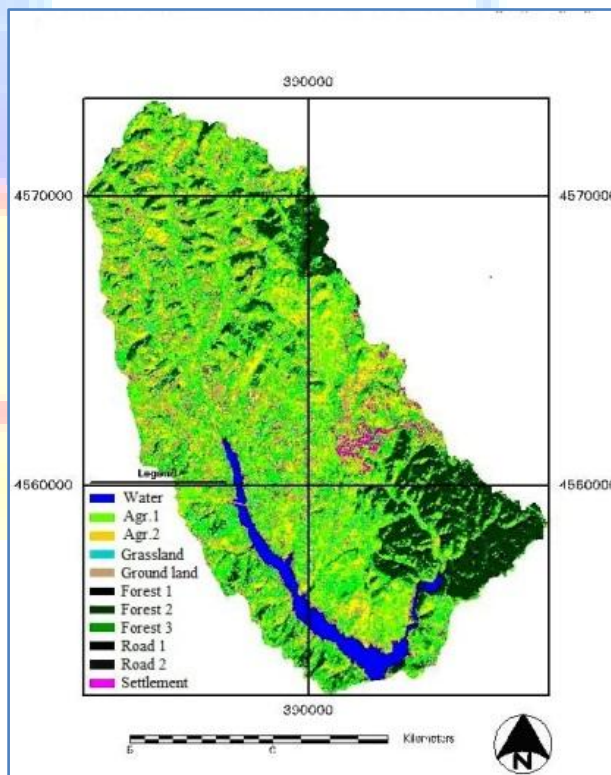 390000
4570000 4570000
Legend
4560000 4560000
Water
Agr.1
Agr.2
Grassland
Ground land
Forest 1
Forest 2
Forest 3
Road 1
Road 2
Settlement
390000
Kilometers
N